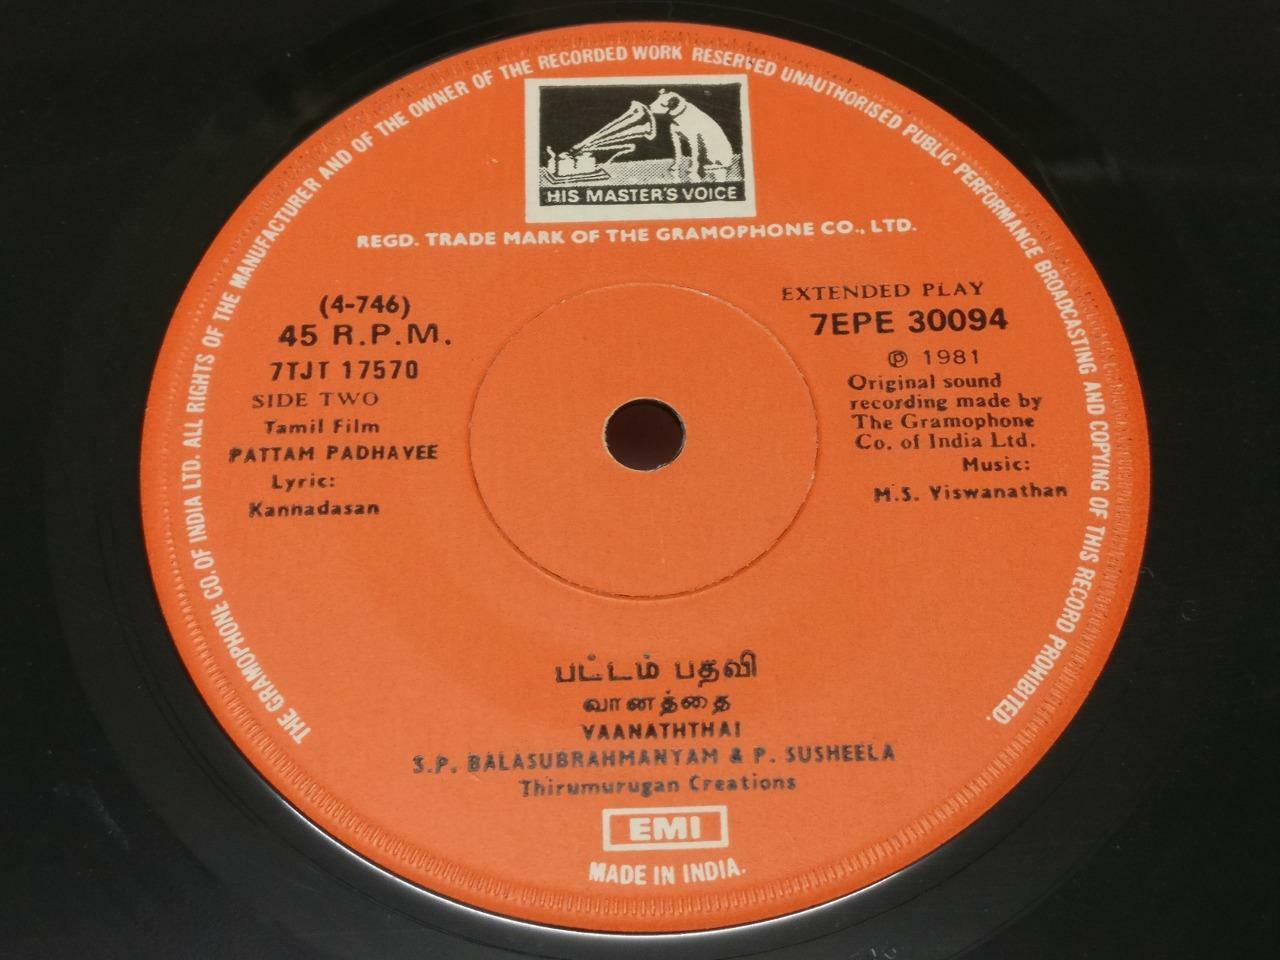 THE GRAMOPHONE CO. OF INDIA LTD. ALL RIGHTS OF THE MANUFACTURER AND OF THE OWNER OF THE RECORDED WORK RESERVED UNAUTHORISED PUBLIC PERFORMANCE BROADCASTING AND COPYING OF THIS RECORD PROHIBITED.
HIS MASTER'S VOICE
REGD. TRADE MARK OF THE GRAMOPHONE CO., LTD.
(4-746)
45 R.P.M.
7TJT 17570
SIDE TWO
Tamil Film
PATTAM PADHAVEE
Lyric:
Kannadasan
EXTENDED PLAY
7EPE 30094
℗ 1981
Original sound
recording made by
The Gramophone
Co. of India Ltd.
Music:
M.S. Viswanathan
பட்டம் பதவி
வானத்தை
VAANATHTHAI
S.P. BALASUBRAHMANYAM & P. SUSHEELA
Thirumurugan Creations
EMI
MADE IN INDIA.